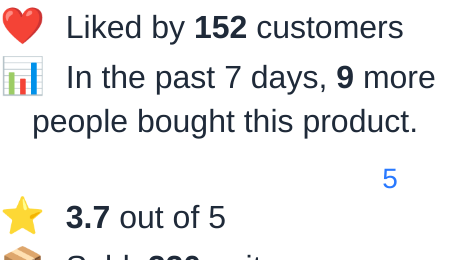 Liked by 152 customers
In the past 7 days, 9 more
people bought this product.
5
3.7 out of 5